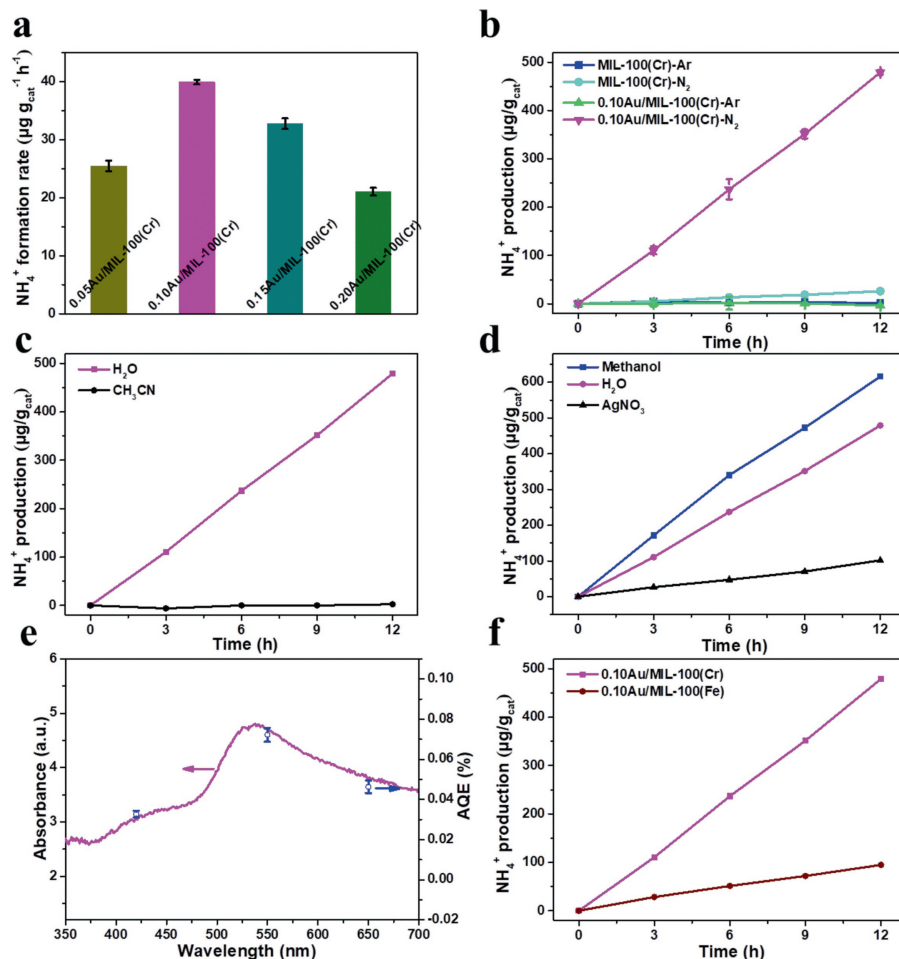 a
NH₄⁺ formation rate (µg g_cat⁻¹ h⁻¹)
40
30
20
10
0
0.05Au/MIL-100(Cr)
0.10Au/MIL-100(Cr)
0.15Au/MIL-100(Cr)
0.20Au/MIL-100(Cr)
b
NH₄⁺ production (µg/g_cat)
500
400
300
200
100
0
MIL-100(Cr)-Ar
MIL-100(Cr)-N₂
0.10Au/MIL-100(Cr)-Ar
0.10Au/MIL-100(Cr)-N₂
0 3 6 9 12
Time (h)
c
NH₄⁺ production (µg/g_cat)
500
400
300
200
100
0
H₂O
CH₃CN
0 3 6 9 12
Time (h)
d
NH₄⁺ production (µg/g_cat)
600
500
400
300
200
100
0
Methanol
H₂O
AgNO₃
0 3 6 9 12
Time (h)
e
Absorbance (a.u.)
6
5
4
3
2
1
0.10
0.08
0.06
0.04
0.02
0.00
-0.02
AQE (%)
350 400 450 500 550 600 650 700
Wavelength (nm)
f
NH₄⁺ production (µg/g_cat)
500
400
300
200
100
0
0.10Au/MIL-100(Cr)
0.10Au/MIL-100(Fe)
0 3 6 9 12
Time (h)